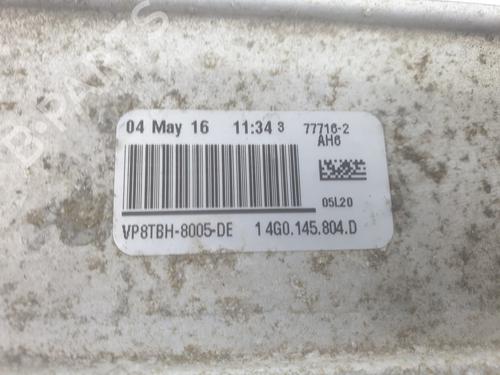 B-PARTS
04 May 16 11:34 3 77716-2
AH6
05L20
VP8TBH-8005-DE 1 4G0.145.804.D